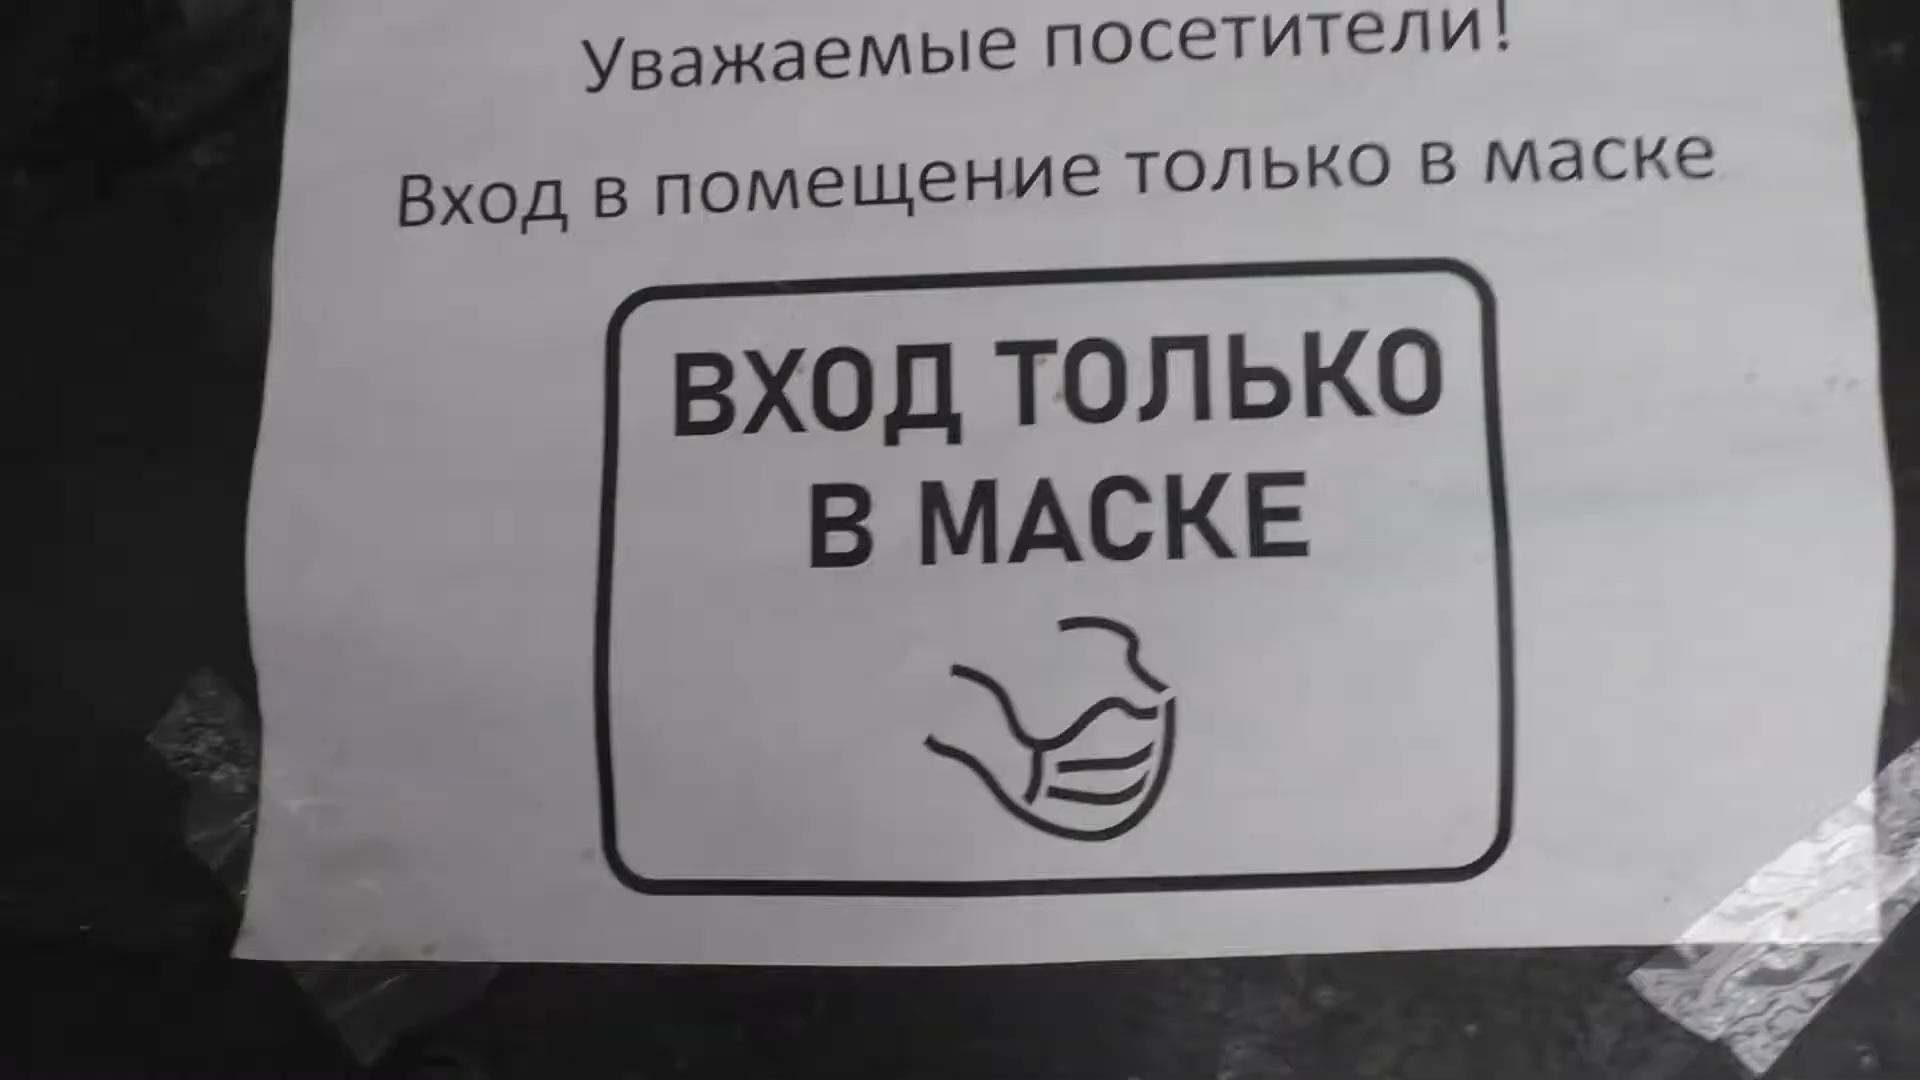 Уважаемые посетители!
Вход в помещение только в маске
ВХОД ТОЛЬКО
В МАСКЕ